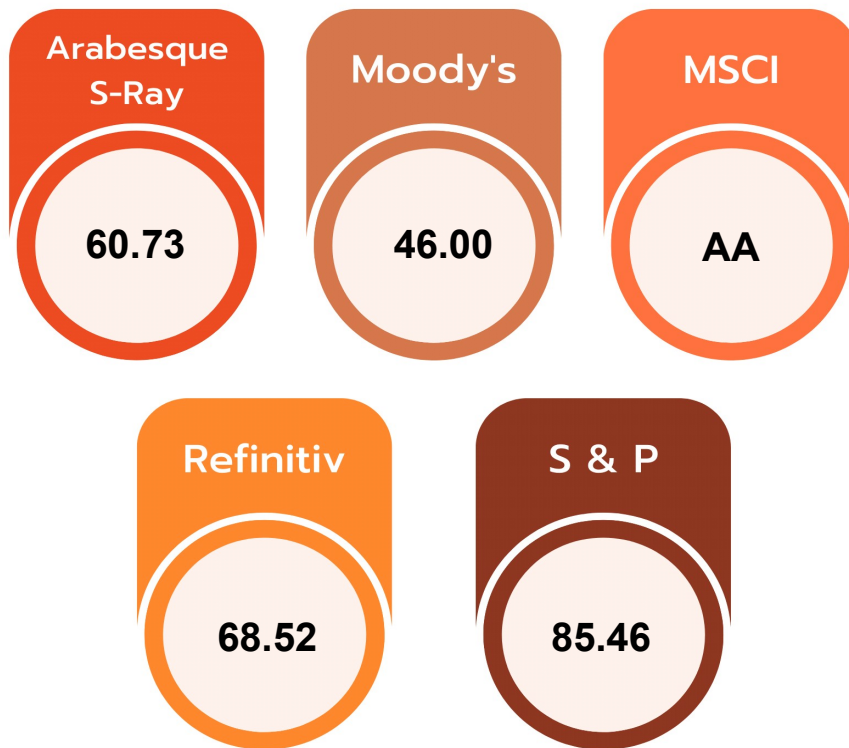 Arabesque
S-Ray
60.73
Moody's
46.00
MSCI
AA
Refinitiv
68.52
S & P
85.46